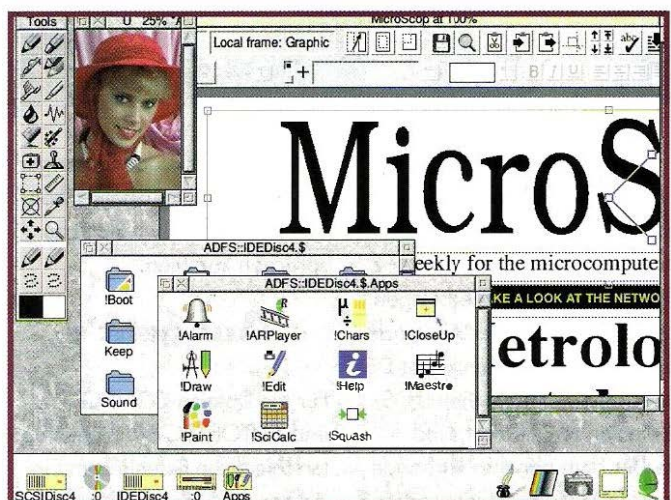 Tools
U 25%
MicroScop at 100%
Local frame: Graphic
abc
B
MicroS
ADFS::IDEDisc4.$
eekly for the microcompute
ADFS::IDEDisc4.$.Apps
KE A LOOK AT THE NETWO
!Boot
!Alarm
!ARPlayer
!Chars
!CloseUp
etrolo
Keep
!Draw
!Edit
!Help
!Maestro
Sound
!Paint
!SciCalc
!Squash
SCSIDisc4
:0
IDEDisc4
:0
Apps